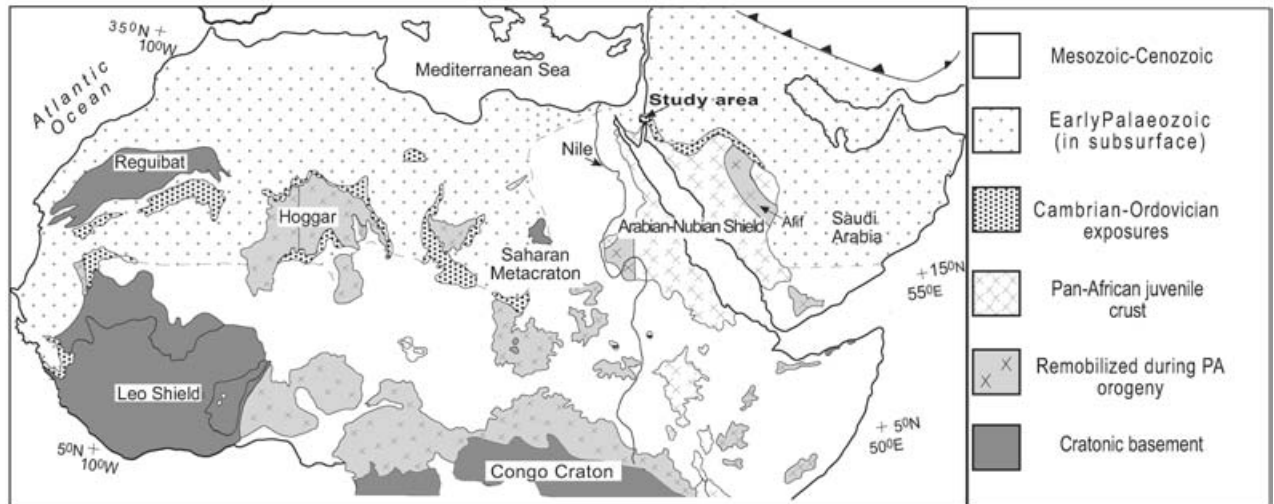 35⁰N +
10⁰W
Atlantic
Ocean
Mediterranean Sea
Study area
Reguibat
Nile
Hoggar
Arabian-Nubian Shield
Afif
Saudi
Arabia
Saharan
Metacraton
+ 15⁰N
55⁰E
Leo Shield
5⁰N +
10⁰W
Congo Craton
+ 5⁰N
50⁰E
Mesozoic-Cenozoic
EarlyPalaeozoic
(in subsurface)
Cambrian-Ordovician
exposures
Pan-African juvenile
crust
Remobilized during PA
orogeny
Cratonic basement